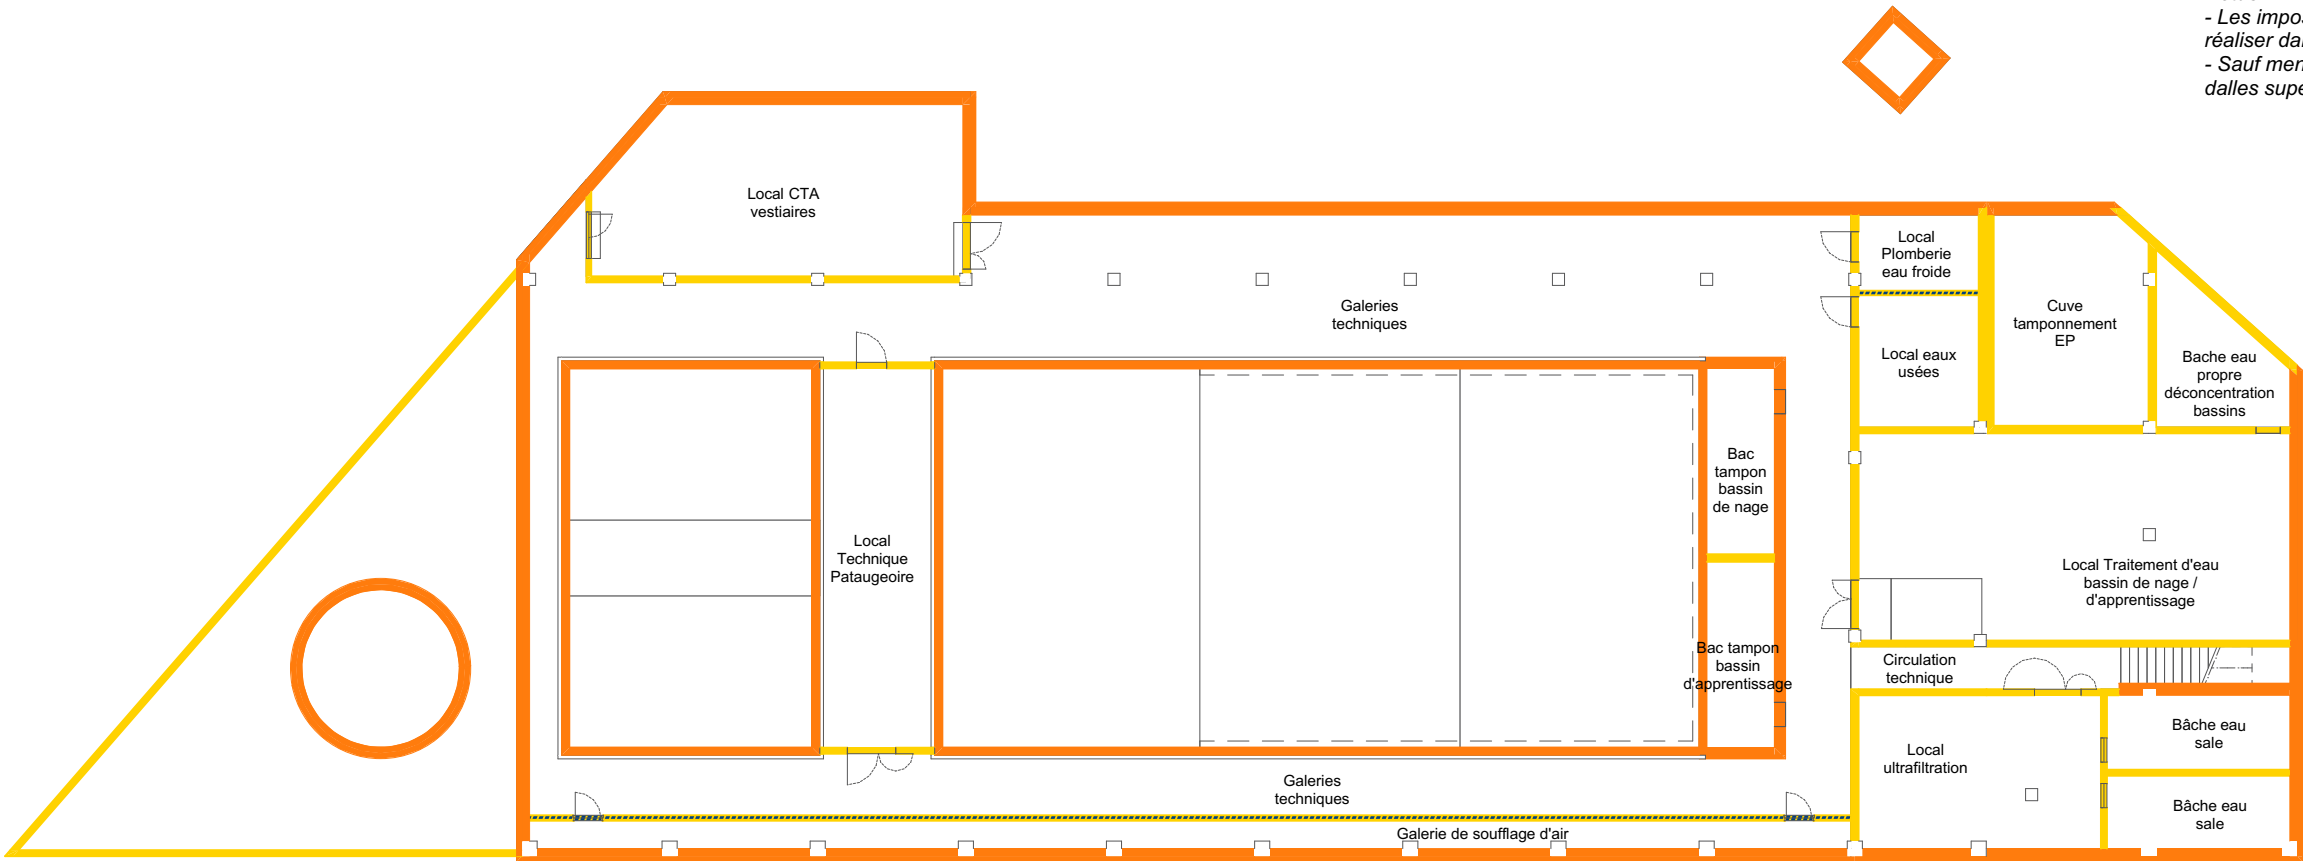 - Les impos
réaliser da
- Sauf men
dalles supé
Local CTA
vestiaires
Local
Plomberie
eau froide
Galeries
techniques
Cuve
tamponnement
EP
Local eaux
usées
Bache eau
propre
déconcentration
bassins
Bac
tampon
bassin
de nage
Local
Technique
Pataugeoire
Local Traitement d'eau
bassin de nage /
d'apprentissage
Bac tampon
bassin
d'apprentissage
Circulation
technique
Bâche eau
sale
Local
ultrafiltration
Galeries
techniques
Bâche eau
sale
Galerie de soufflage d'air